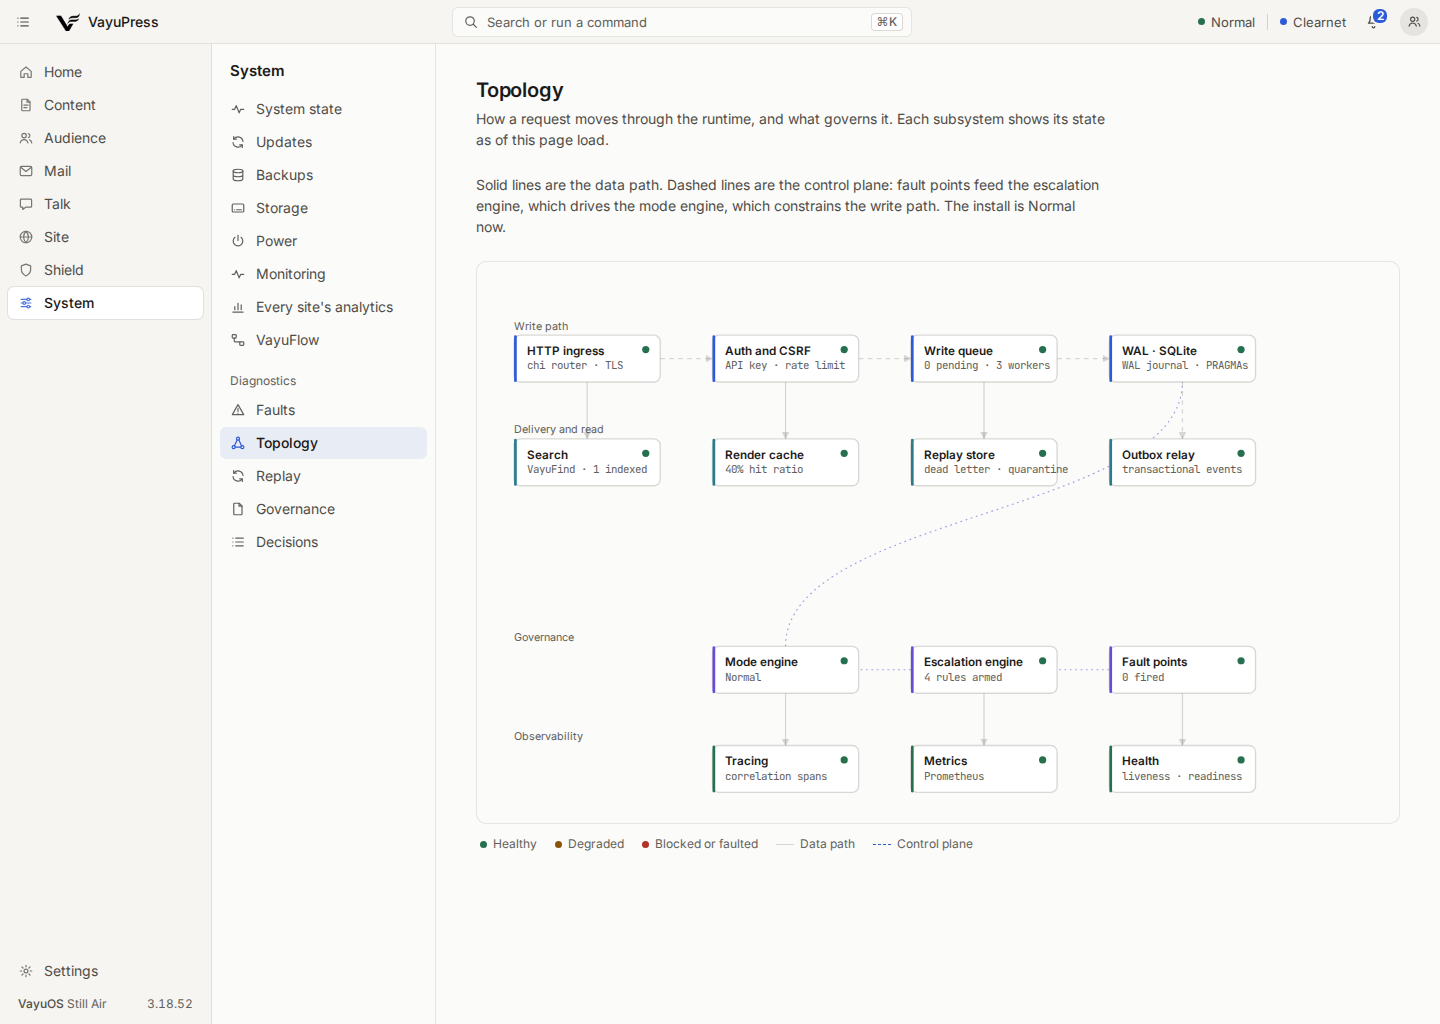 VayuPress
Search or run a command
⌘K
Normal
Clearnet
2
Home
Content
Audience
Mail
Talk
Site
Shield
System
Settings
VayuOS Still Air
3.18.52
System
System state
Updates
Backups
Storage
Power
Monitoring
Every site's analytics
VayuFlow
Diagnostics
Faults
Topology
Replay
Governance
Decisions
Topology
How a request moves through the runtime, and what governs it. Each subsystem shows its state
as of this page load.
Solid lines are the data path. Dashed lines are the control plane: fault points feed the escalation
engine, which drives the mode engine, which constrains the write path. The install is Normal
now.
Write path
HTTP ingress
chi router · TLS
Auth and CSRF
API key · rate limit
Write queue
0 pending · 3 workers
WAL · SQLite
WAL journal · PRAGMAs
Delivery and read
Search
VayuFind · 1 indexed
Render cache
40% hit ratio
Replay store
dead letter · quarantine
Outbox relay
transactional events
Governance
Mode engine
Normal
Escalation engine
4 rules armed
Fault points
0 fired
Observability
Tracing
correlation spans
Metrics
Prometheus
Health
liveness · readiness
Healthy
Degraded
Blocked or faulted
Data path
Control plane